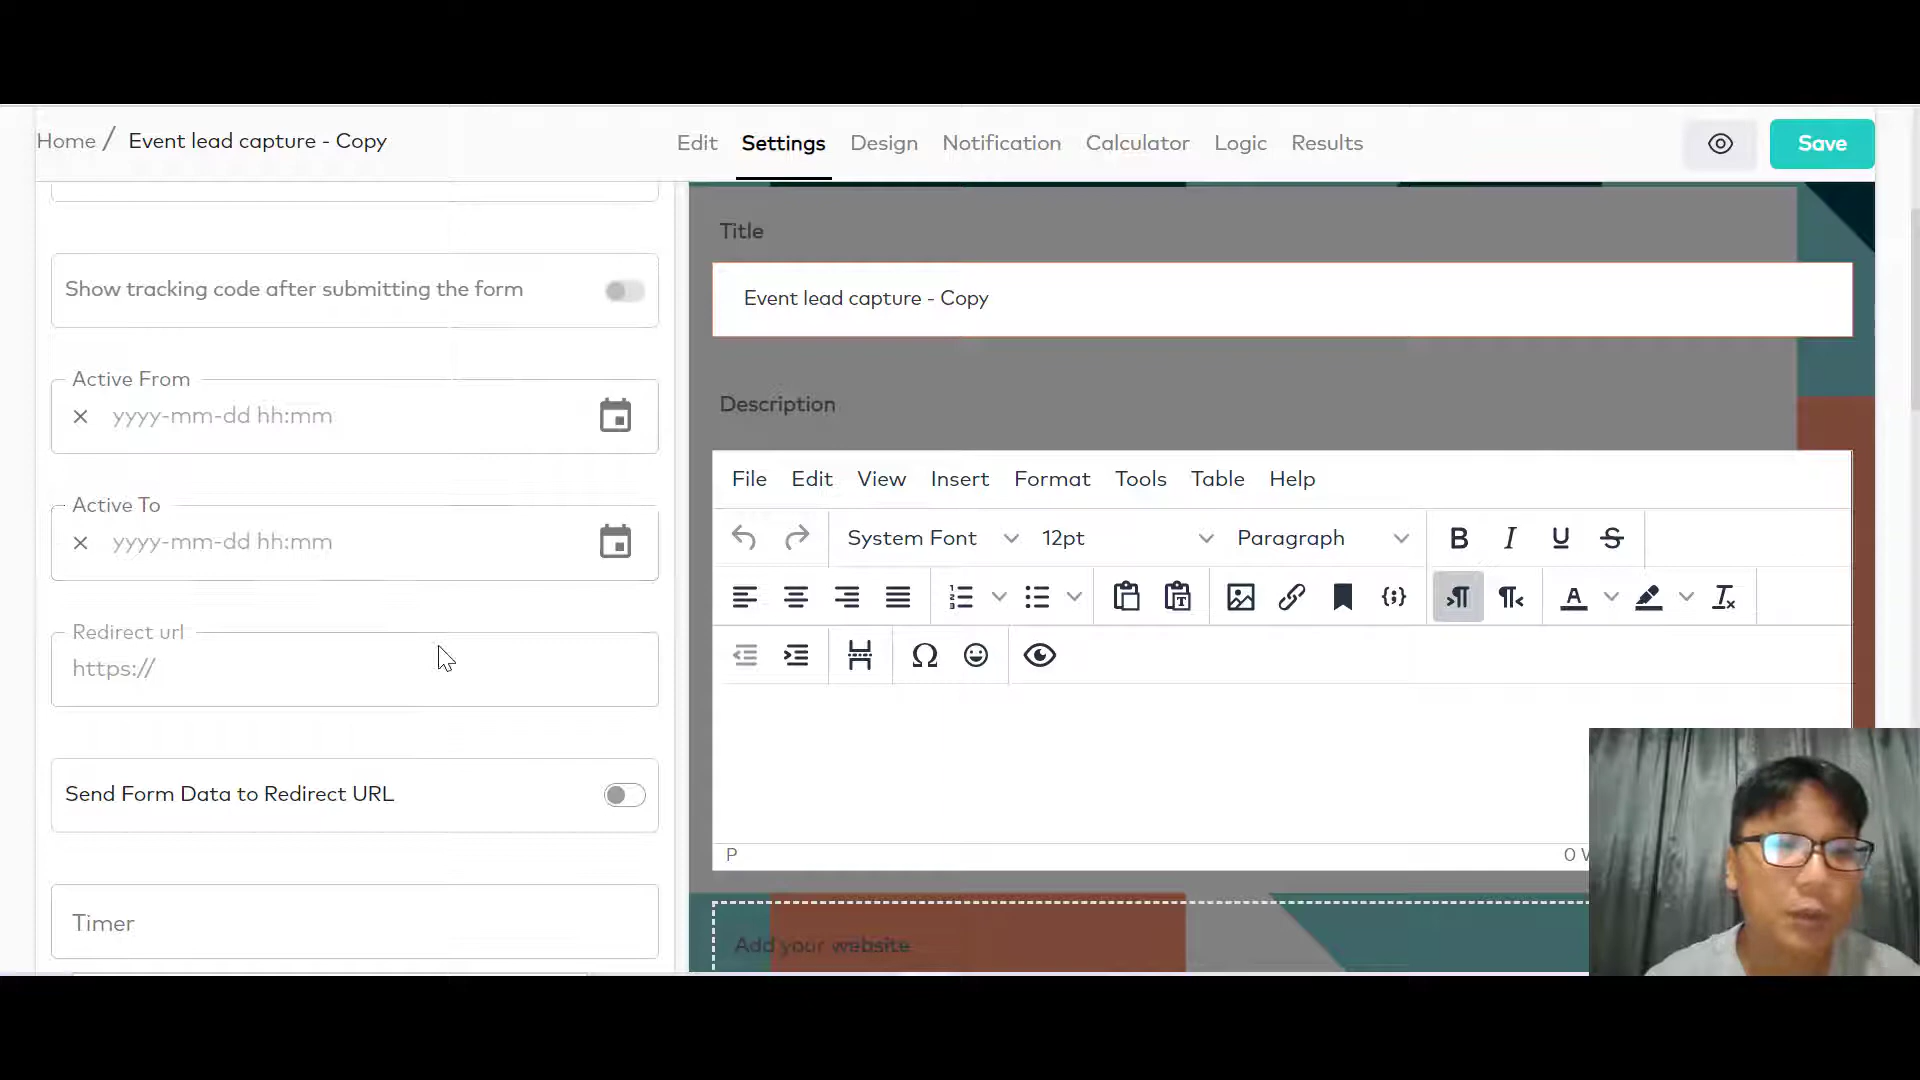 Home / Event lead capture - Copy
Edit Settings Design Notification Calculator Logic Results
Save
Show tracking code after submitting the form
Active From
yyyy-mm-dd hh:mm
Active To
yyyy-mm-dd hh:mm
Redirect url
https://
Send Form Data to Redirect URL
Timer
Title
Event lead capture - Copy
Description
File Edit View Insert Format Tools Table Help
System Font 12pt Paragraph
P
0 W
Add your website